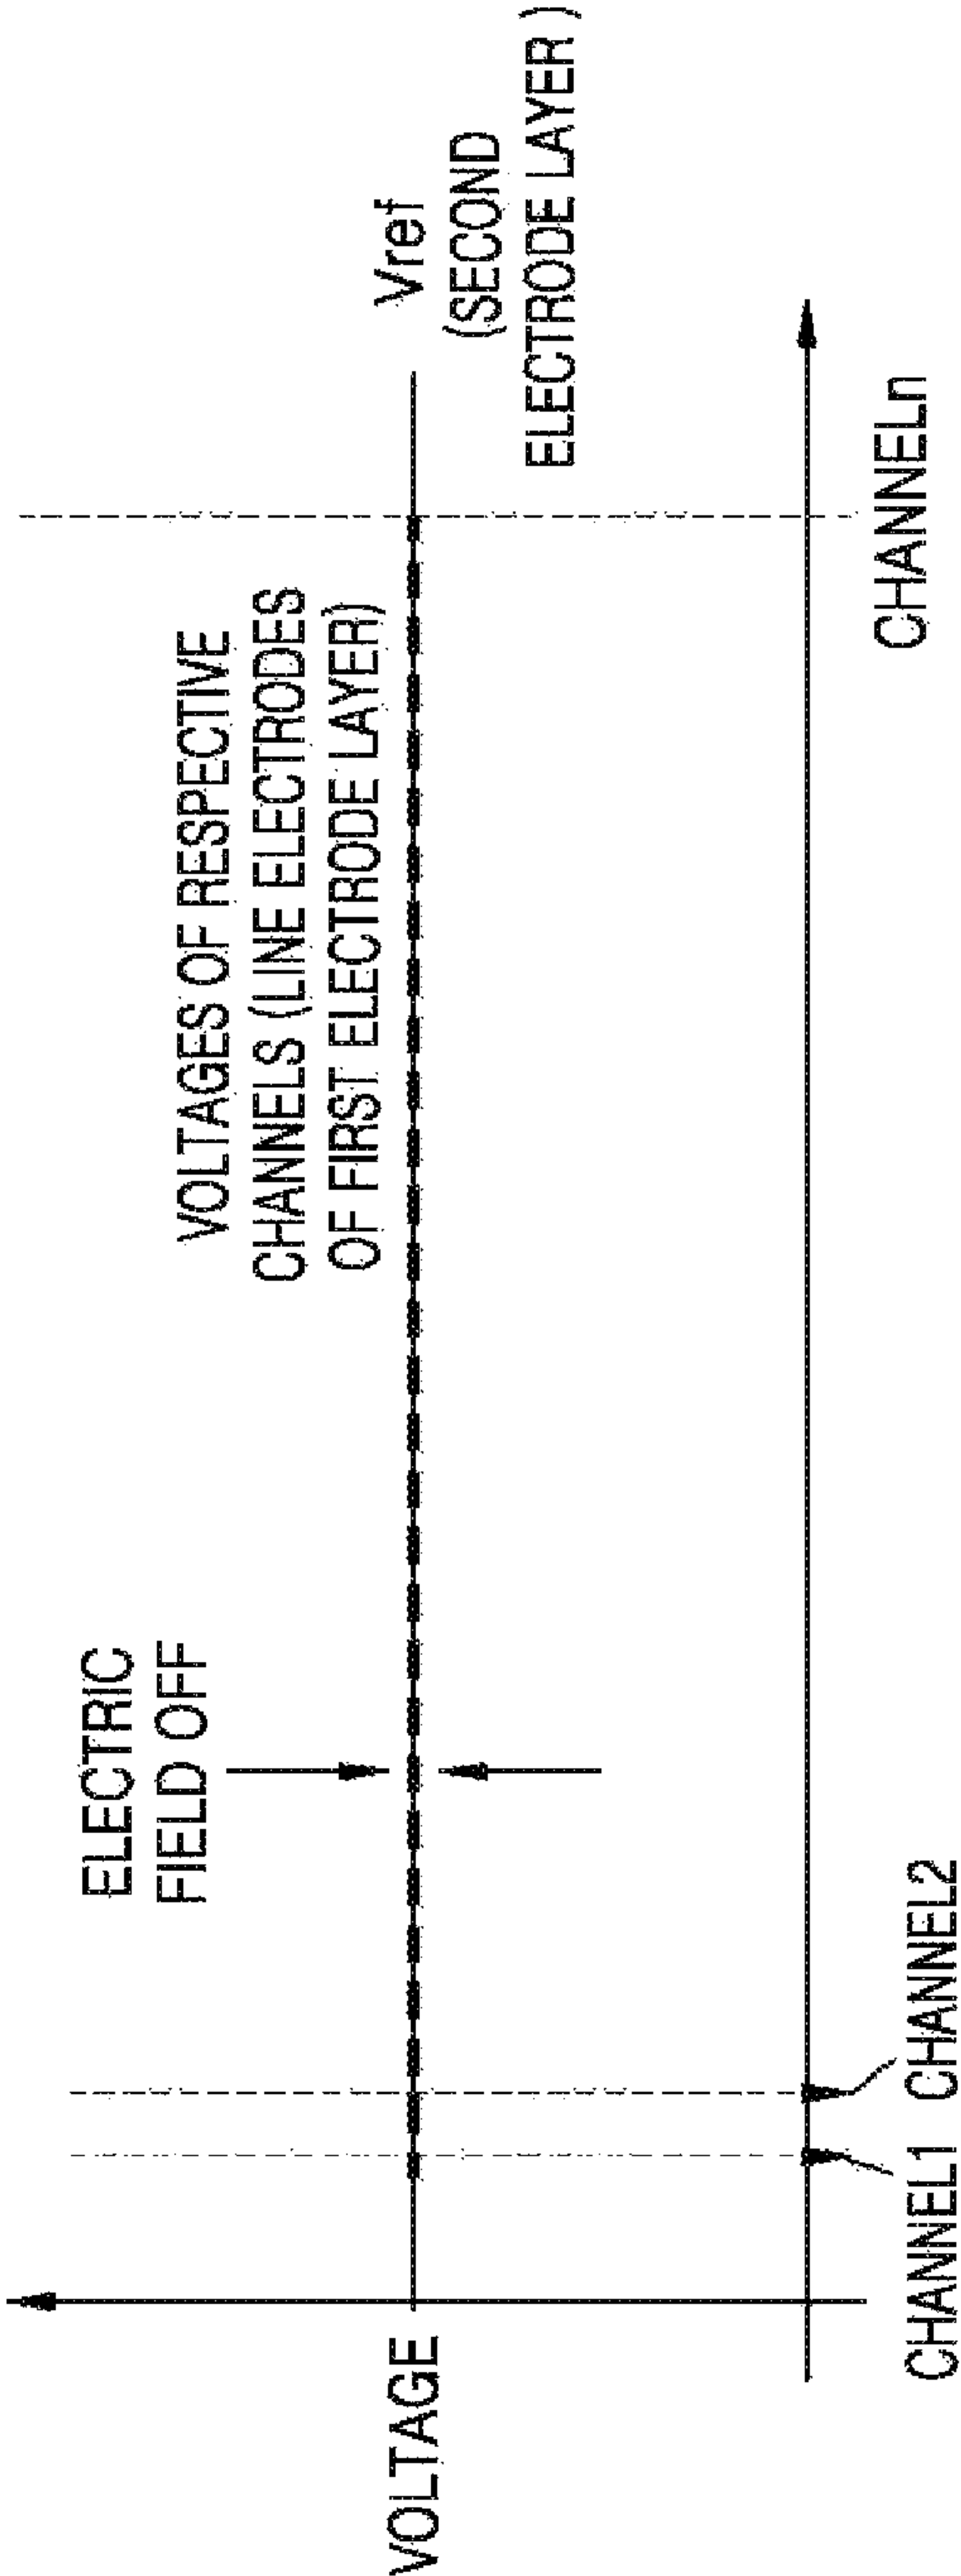 VOLTAGE
ELECTRIC
FIELD OFF
VOLTAGES OF RESPECTIVE
CHANNELS (LINE ELECTRODES
OF FIRST ELECTRODE LAYER)
Vref
(SECOND
ELECTRODE LAYER )
CHANNEL1 CHANNEL2
CHANNELn